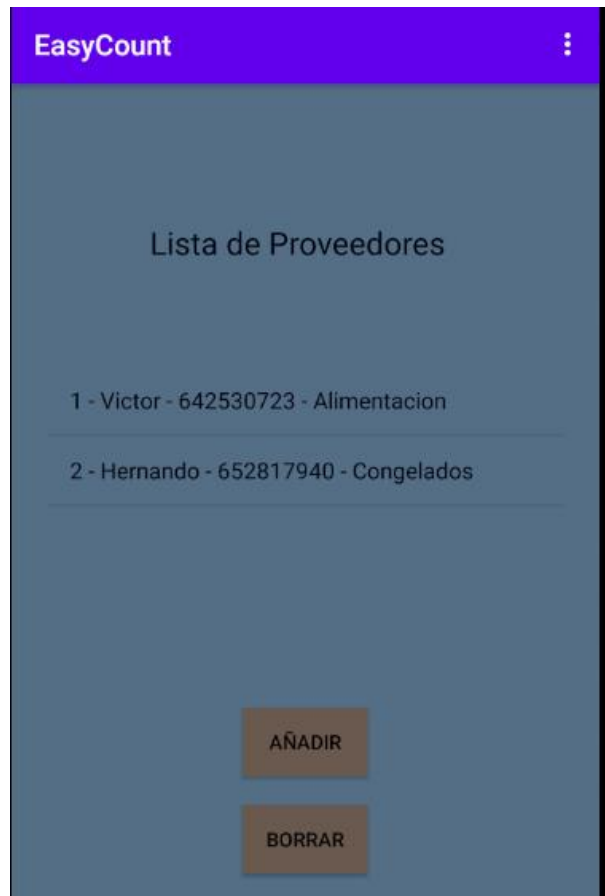 EasyCount
Lista de Proveedores
1 - Victor - 642530723 - Alimentacion
2 - Hernando - 652817940 - Congelados
AÑADIR
BORRAR